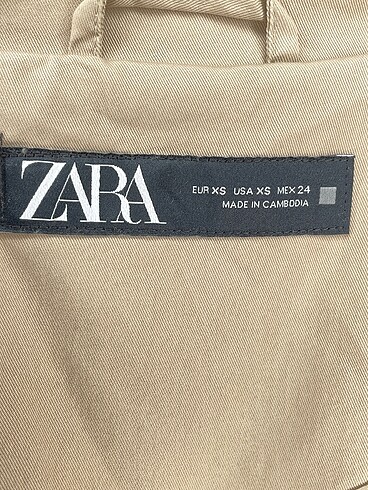 ZARA
EUR XS USA XS MEX 24
MADE IN CAMBODIA